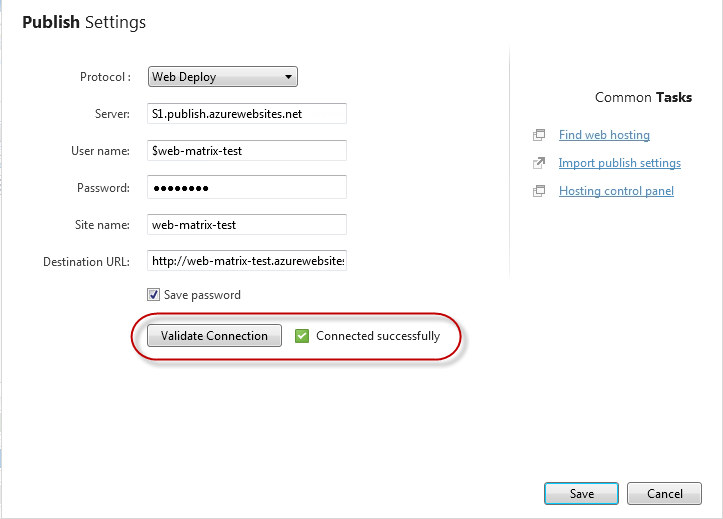 Publish Settings
Protocol : Web Deploy
Server: S1.publish.azurewebsites.net
User name: $web-matrix-test
Password: ●●●●●●●●
Site name: web-matrix-test
Destination URL: http://web-matrix-test.azurewebsite:
Save password
Validate Connection Connected successfully
Common Tasks
Find web hosting
Import publish settings
Hosting control panel
Save Cancel